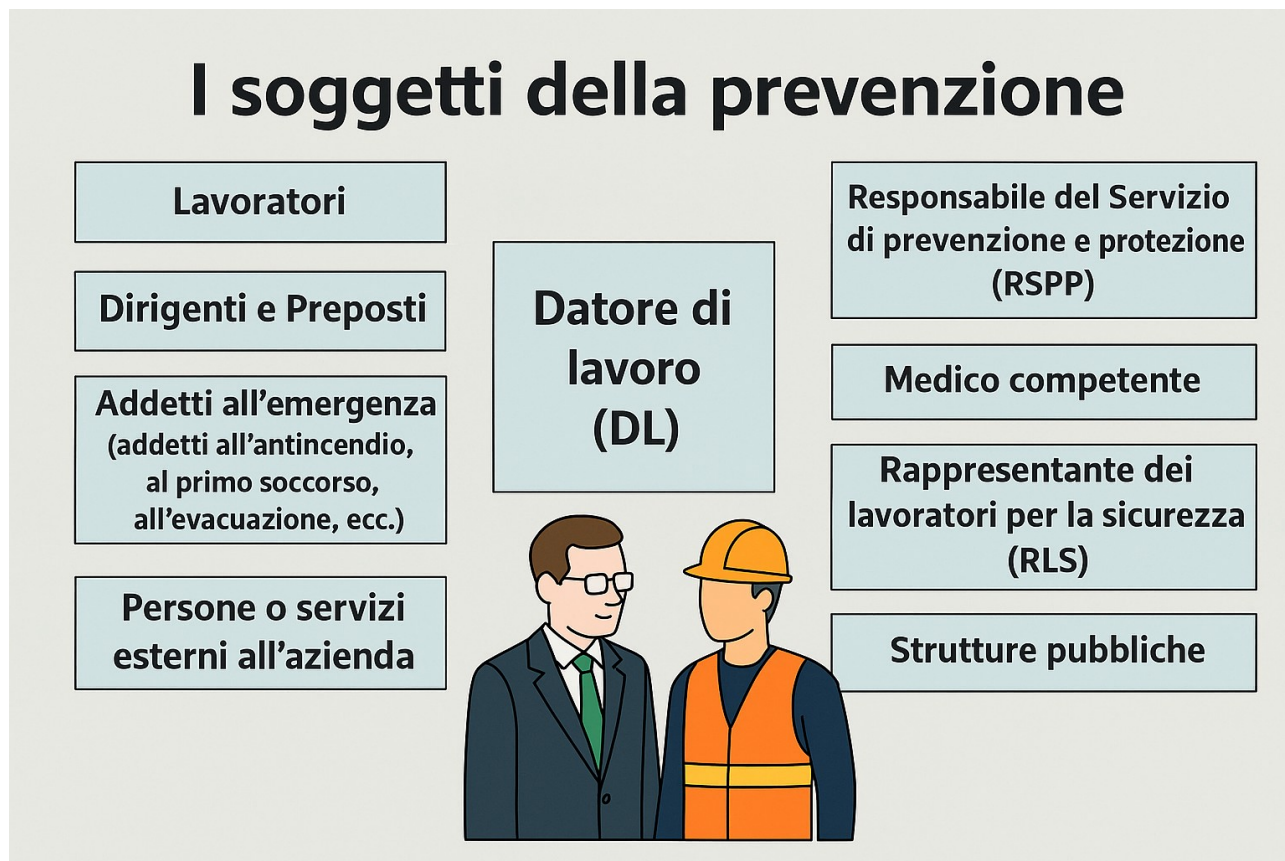 I soggetti della prevenzione
Lavoratori
Dirigenti e Preposti
Addetti all’emergenza
(addetti all’antincendio,
al primo soccorso,
all’evacuazione, ecc.)
Persone o servizi
esterni all’azienda
Datore di
lavoro
(DL)
Responsabile del Servizio
di prevenzione e protezione
(RSPP)
Medico competente
Rappresentante dei
lavoratori per la sicurezza
(RLS)
Strutture pubbliche